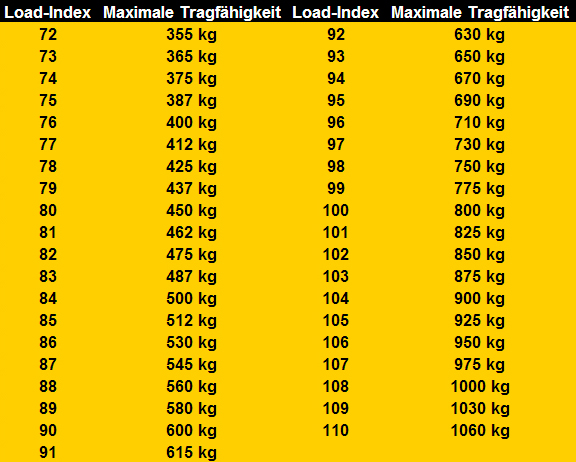 Load-Index Maximale Tragfähigkeit Load-Index Maximale Tragfähigkeit
72 355 kg 92 630 kg
73 365 kg 93 650 kg
74 375 kg 94 670 kg
75 387 kg 95 690 kg
76 400 kg 96 710 kg
77 412 kg 97 730 kg
78 425 kg 98 750 kg
79 437 kg 99 775 kg
80 450 kg 100 800 kg
81 462 kg 101 825 kg
82 475 kg 102 850 kg
83 487 kg 103 875 kg
84 500 kg 104 900 kg
85 512 kg 105 925 kg
86 530 kg 106 950 kg
87 545 kg 107 975 kg
88 560 kg 108 1000 kg
89 580 kg 109 1030 kg
90 600 kg 110 1060 kg
91 615 kg